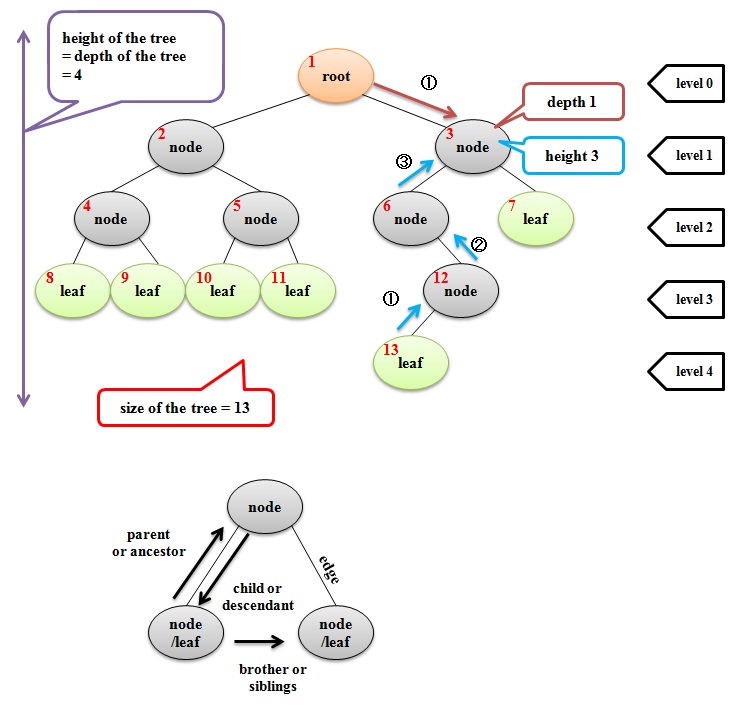 height of the tree
= depth of the tree
= 4
1
root
①
level 0
depth 1
2
node
3
node
height 3
level 1
③
4
node
5
node
6
node
7
leaf
level 2
②
8
leaf
9
leaf
10
leaf
11
leaf
12
node
level 3
①
13
leaf
level 4
size of the tree = 13
node
parent
or ancestor
edge
child or
descendant
node
/leaf
node
/leaf
brother or
siblings